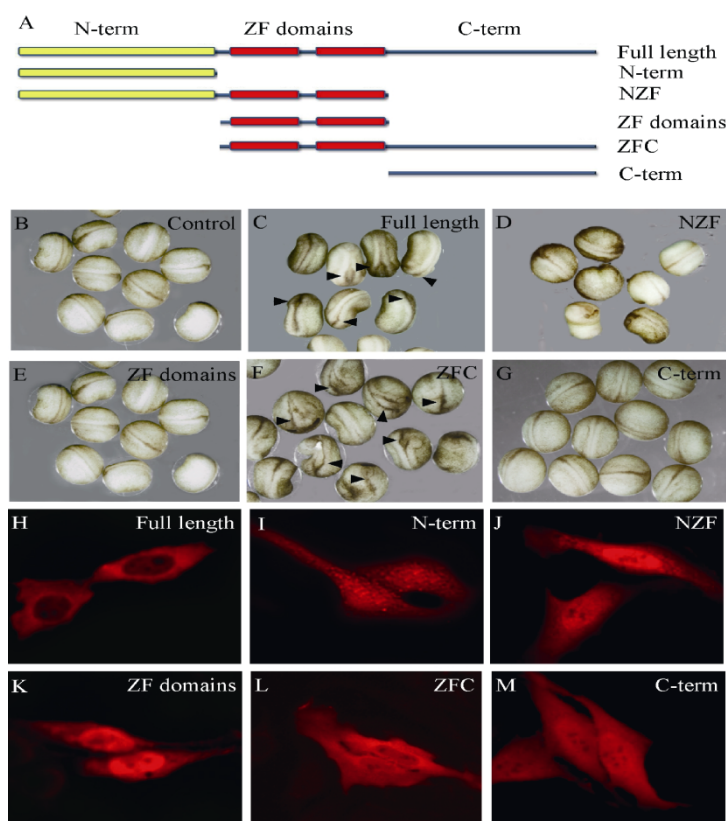 A
N-term ZF domains C-term
Full length
N-term
NZF
ZF domains
ZFC
C-term
B Control
C Full length
D NZF
E ZF domains
F ZFC
G C-term
H Full length
I N-term
J NZF
K ZF domains
L ZFC
M C-term